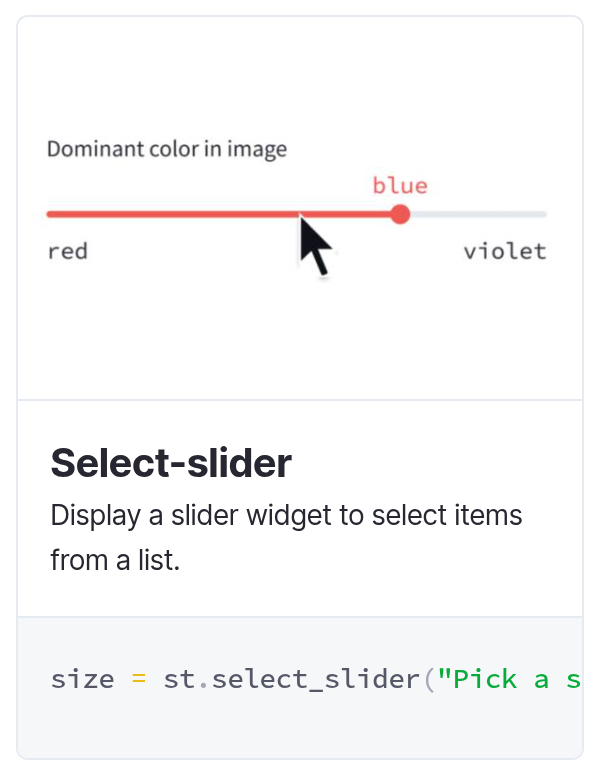 Dominant color in image
blue
red violet
Select-slider
Display a slider widget to select items
from a list.
size = st.select_slider("Pick a s